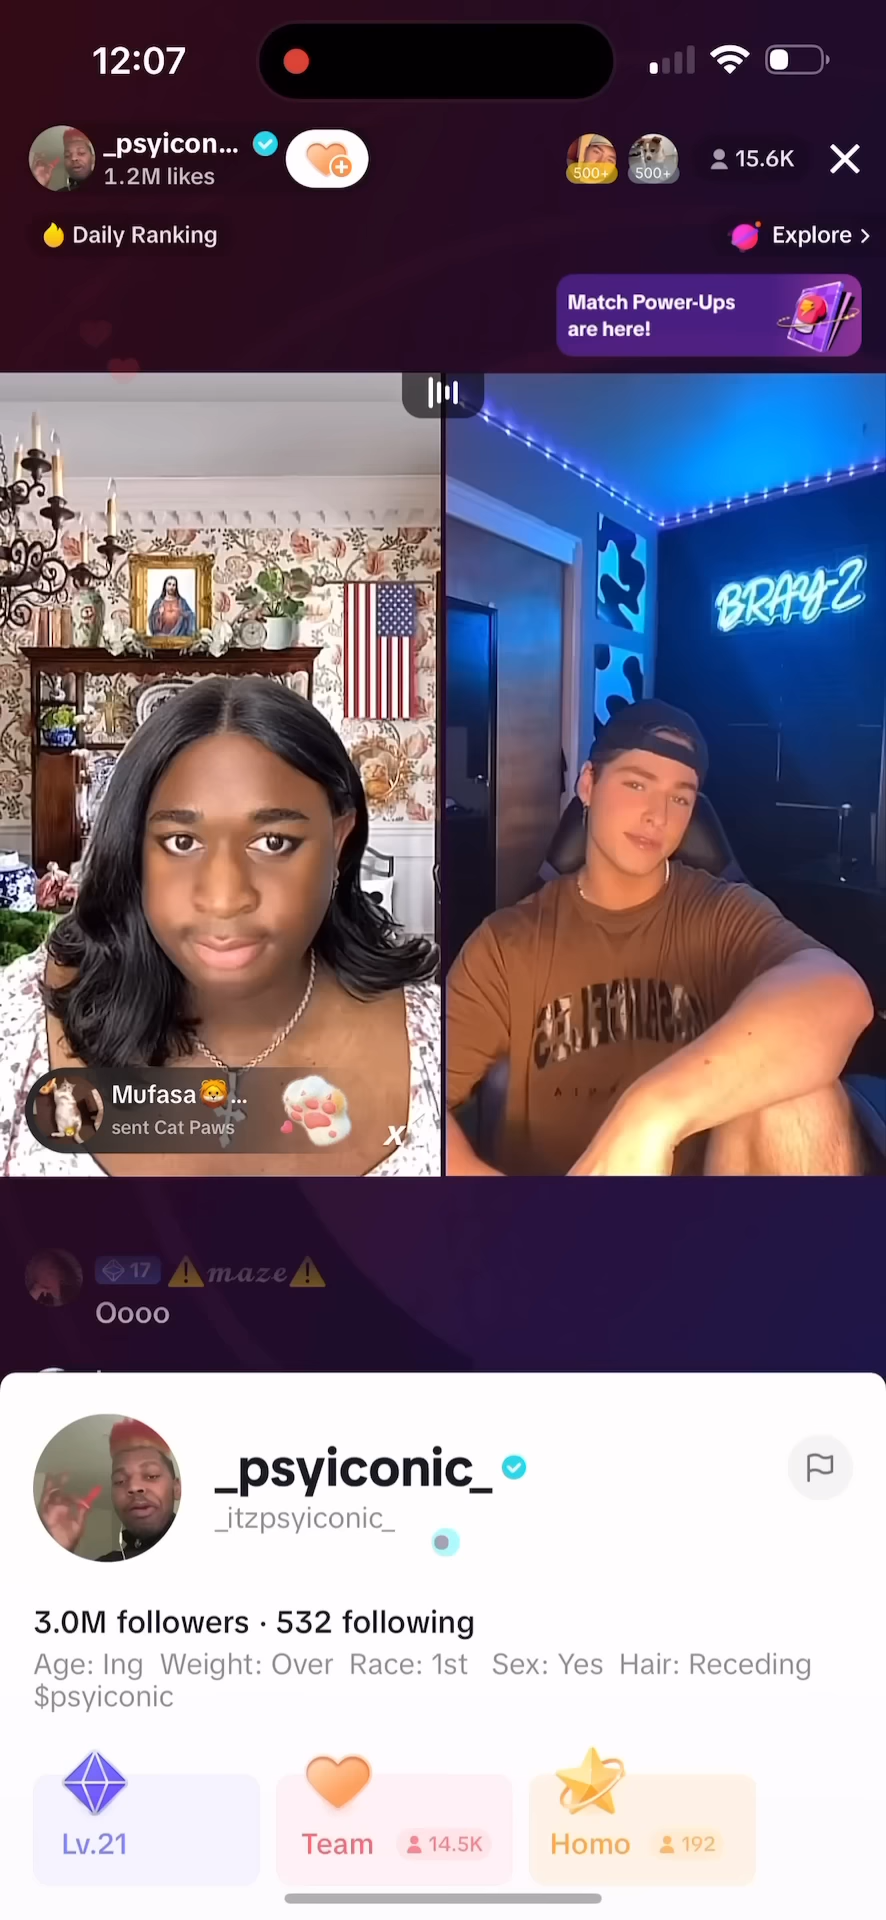 12:07
_psyicon...
1.2M likes
500+
500+
15.6K
Daily Ranking
Explore >
Match Power-Ups
are here!
BRAY-Z
Mufasa🦁...
sent Cat Paws
x
17 ⚠️maze⚠️
Oooo
_psyiconic_
_itzpsyiconic_
3.0M followers · 532 following
Age: Ing Weight: Over Race: 1st Sex: Yes Hair: Receding
$psyiconic
Lv.21
Team 14.5K
Homo 192